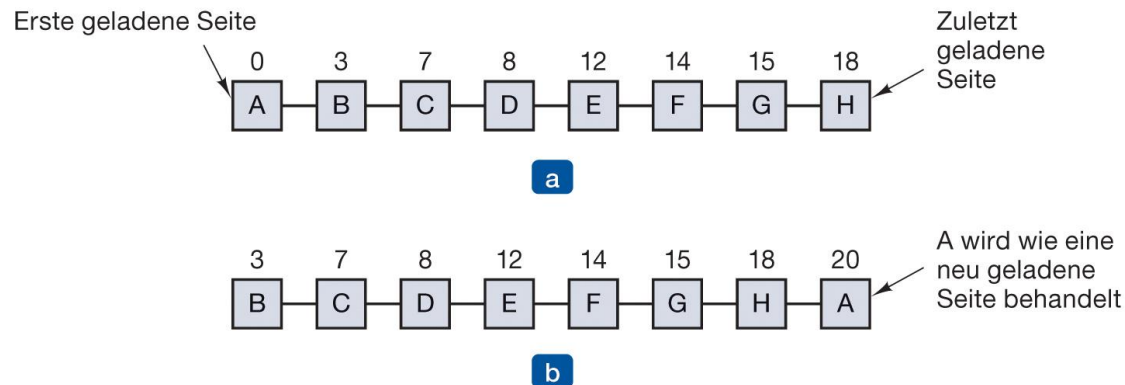 Erste geladene Seite
Zuletzt
geladene
Seite
0 3 7 8 12 14 15 18
A B C D E F G H
a
3 7 8 12 14 15 18 20
B C D E F G H A
A wird wie eine
neu geladene
Seite behandelt
b